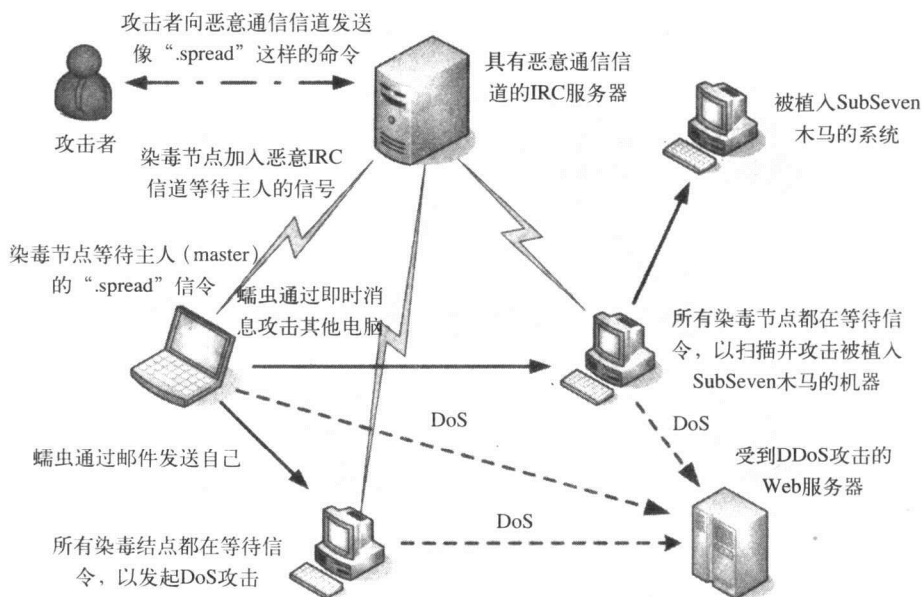 攻击者向恶意通信信道发送
像“.spread”这样的命令
攻击者
具有恶意通信信
道的IRC服务器
被植入SubSeven
木马的系统
染毒节点加入恶意IRC
信道等待主人的信号
染毒节点等待主人（master）
的“.spread”信令
蠕虫通过即时消
息攻击其他电脑
所有染毒节点都在等待信
令，以扫描并攻击被植入
SubSeven木马的机器
DoS
DoS
蠕虫通过邮件发送自己
受到DDoS攻击的
Web服务器
DoS
所有染毒结点都在等待信
令，以发起DoS攻击